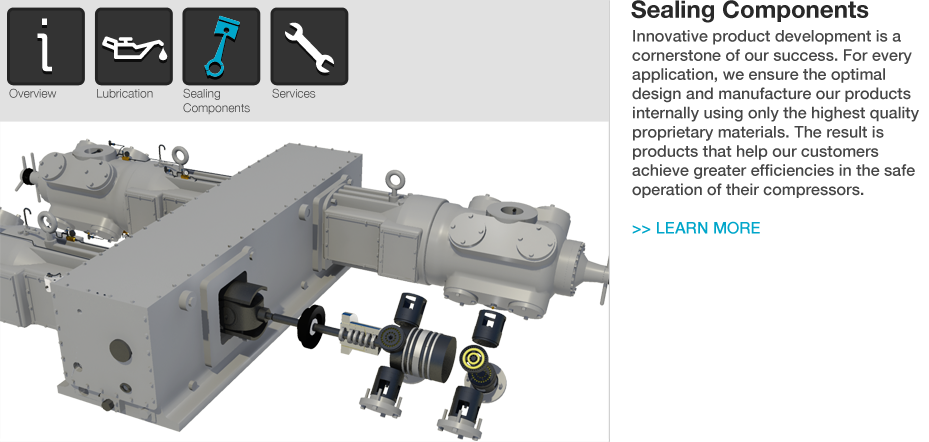 Overview
Lubrication
Sealing
Components
Services
Sealing Components
Innovative product development is a
cornerstone of our success. For every
application, we ensure the optimal
design and manufacture our products
internally using only the highest quality
proprietary materials. The result is
products that help our customers
achieve greater efficiencies in the safe
operation of their compressors.
>> LEARN MORE